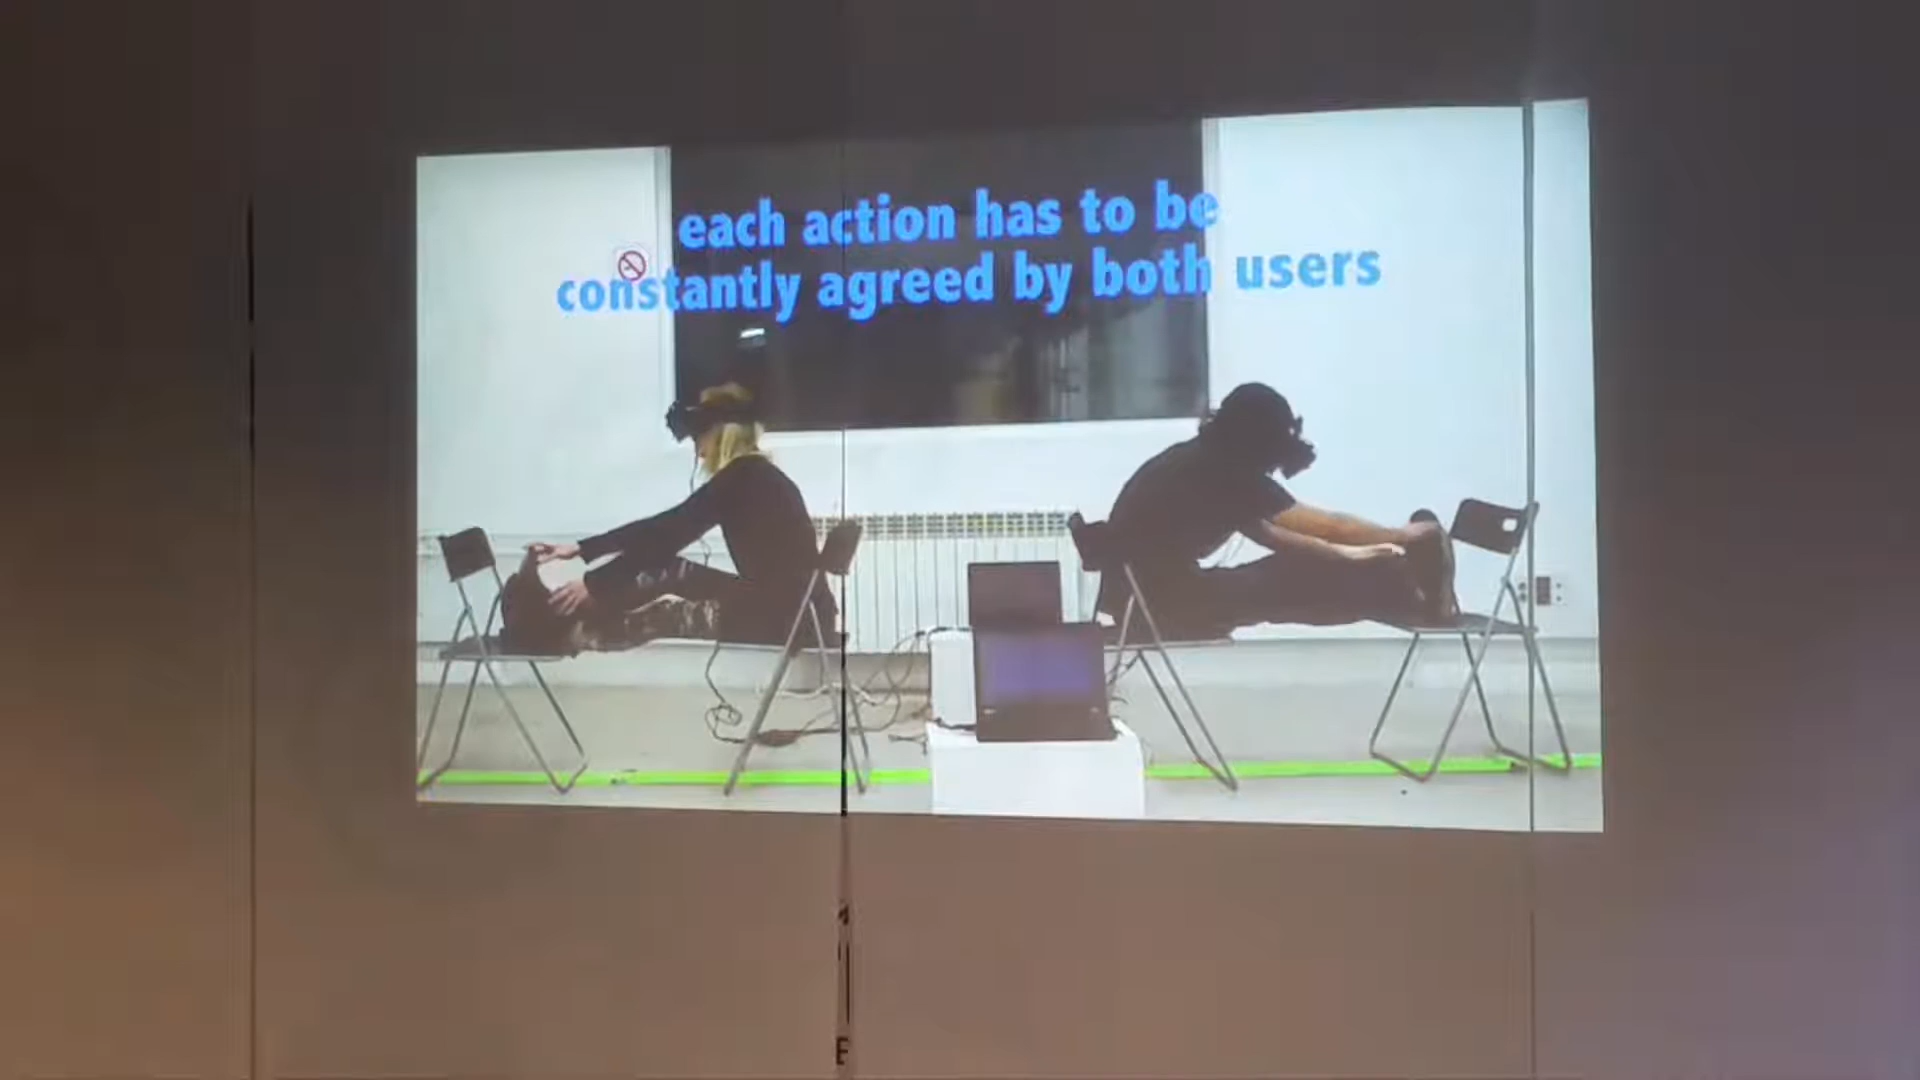 each action has to be
constantly agreed by both users